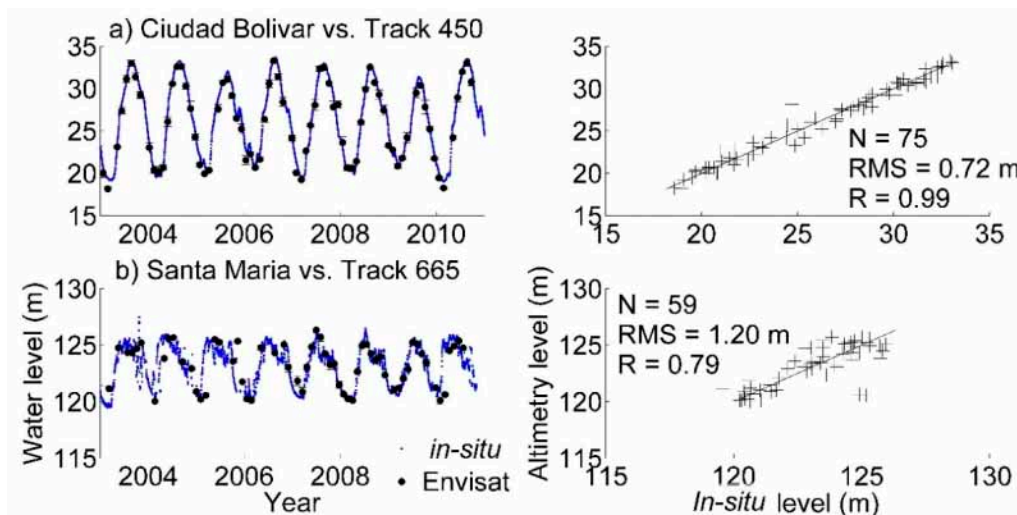 a) Ciudad Bolivar vs. Track 450
35
30
25
20
15
2004 2006 2008 2010
35
30
25
20
15
N = 75
RMS = 0.72 m
R = 0.99
15 20 25 30 35
b) Santa Maria vs. Track 665
Water level (m)
130
125
120
115
in-situ
Envisat
2004 2006 2008 2010
Year
Altimetry level (m)
130
125
120
115
N = 59
RMS = 1.20 m
R = 0.79
120 125 130
In-situ level (m)